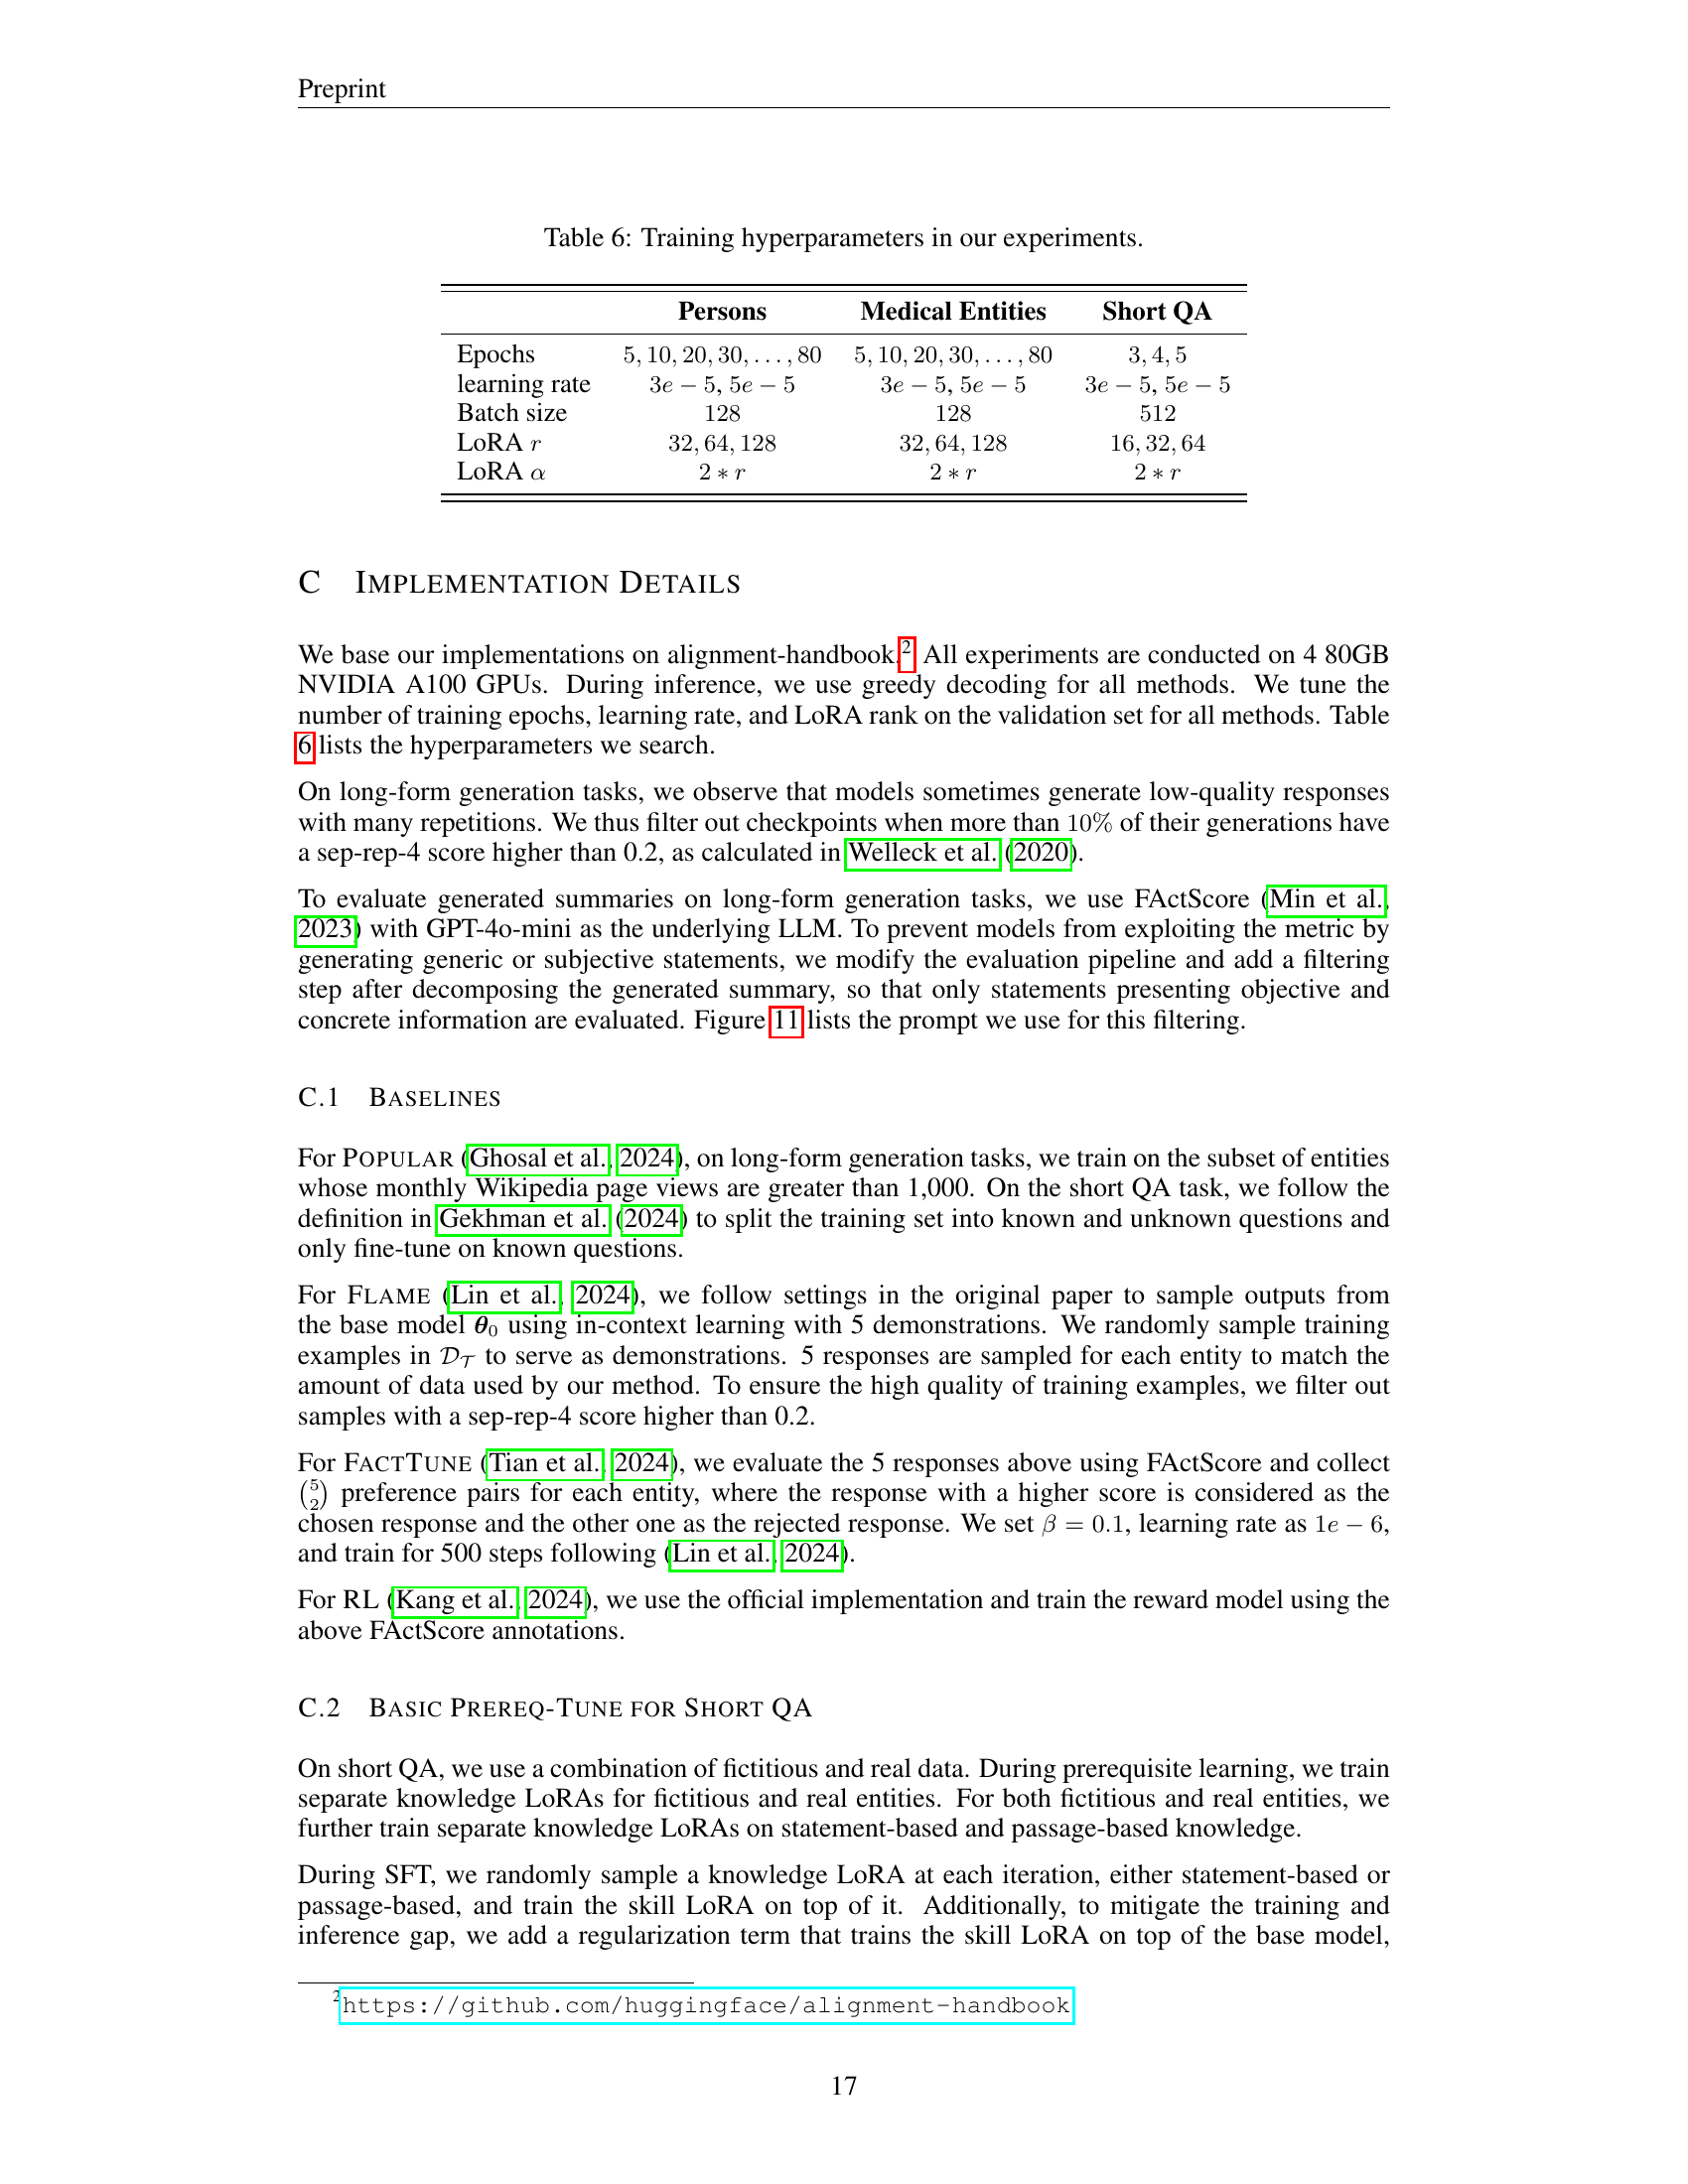 Preprint
Table 6: Training hyperparameters in our experiments.
Persons Medical Entities Short QA
Epochs 5, 10, 20, 30, . . . , 80 5, 10, 20, 30, . . . , 80 3, 4, 5
learning rate 3e − 5, 5e − 5 3e − 5, 5e − 5 3e − 5, 5e − 5
Batch size 128 128 512
LoRA r 32, 64, 128 32, 64, 128 16, 32, 64
LoRA α 2 ∗ r 2 ∗ r 2 ∗ r
C IMPLEMENTATION DETAILS
We base our implementations on alignment-handbook.2 All experiments are conducted on 4 80GB
NVIDIA A100 GPUs. During inference, we use greedy decoding for all methods. We tune the
number of training epochs, learning rate, and LoRA rank on the validation set for all methods. Table
6 lists the hyperparameters we search.
On long-form generation tasks, we observe that models sometimes generate low-quality responses
with many repetitions. We thus filter out checkpoints when more than 10% of their generations have
a sep-rep-4 score higher than 0.2, as calculated in Welleck et al. (2020).
To evaluate generated summaries on long-form generation tasks, we use FActScore (Min et al.,
2023) with GPT-4o-mini as the underlying LLM. To prevent models from exploiting the metric by
generating generic or subjective statements, we modify the evaluation pipeline and add a filtering
step after decomposing the generated summary, so that only statements presenting objective and
concrete information are evaluated. Figure 11 lists the prompt we use for this filtering.
C.1 BASELINES
For POPULAR (Ghosal et al., 2024), on long-form generation tasks, we train on the subset of entities
whose monthly Wikipedia page views are greater than 1,000. On the short QA task, we follow the
definition in Gekhman et al. (2024) to split the training set into known and unknown questions and
only fine-tune on known questions.
For FLAME (Lin et al., 2024), we follow settings in the original paper to sample outputs from
the base model θ0 using in-context learning with 5 demonstrations. We randomly sample training
examples in DT to serve as demonstrations. 5 responses are sampled for each entity to match the
amount of data used by our method. To ensure the high quality of training examples, we filter out
samples with a sep-rep-4 score higher than 0.2.
For FACTTUNE (Tian et al., 2024), we evaluate the 5 responses above using FActScore and collect
(5 2) preference pairs for each entity, where the response with a higher score is considered as the
chosen response and the other one as the rejected response. We set β = 0.1, learning rate as 1e − 6,
and train for 500 steps following (Lin et al., 2024).
For RL (Kang et al., 2024), we use the official implementation and train the reward model using the
above FActScore annotations.
C.2 BASIC PREREQ-TUNE FOR SHORT QA
On short QA, we use a combination of fictitious and real data. During prerequisite learning, we train
separate knowledge LoRAs for fictitious and real entities. For both fictitious and real entities, we
further train separate knowledge LoRAs on statement-based and passage-based knowledge.
During SFT, we randomly sample a knowledge LoRA at each iteration, either statement-based or
passage-based, and train the skill LoRA on top of it. Additionally, to mitigate the training and
inference gap, we add a regularization term that trains the skill LoRA on top of the base model,
2https://github.com/huggingface/alignment-handbook
17